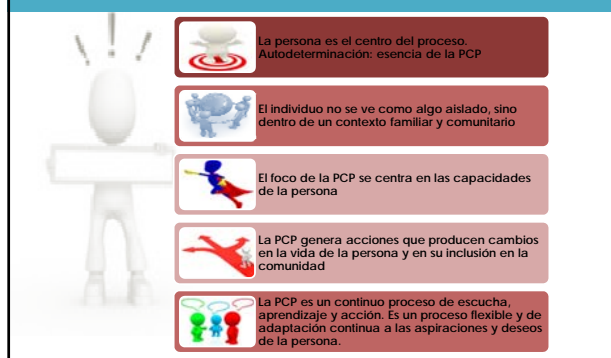 La persona es el centro del proceso.
Autodeterminación: esencia de la PCP
El individuo no se ve como algo aislado, sino
dentro de un contexto familiar y comunitario
El foco de la PCP se centra en las capacidades
de la persona
La PCP genera acciones que producen cambios
en la vida de la persona y en su inclusión en la
comunidad
La PCP es un continuo proceso de escucha,
aprendizaje y acción. Es un proceso flexible y de
adaptación continua a las aspiraciones y deseos
de la persona.